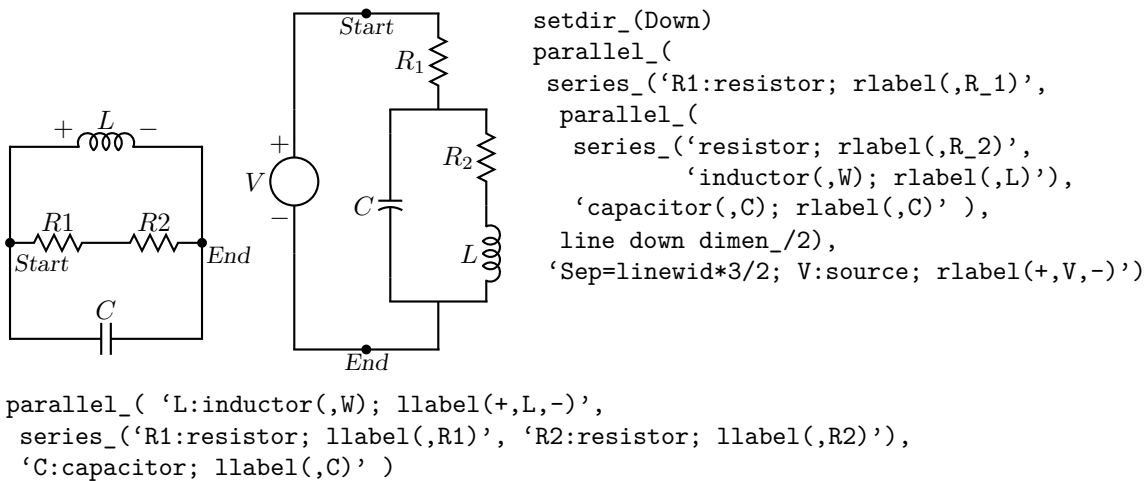 + L −
R1 R2
Start End
C
Start
R₁
+
V
−
R₂
C
L
End
setdir_(Down)
parallel_(
series_(‘R1:resistor; rlabel(,R_1)’,
parallel_(
series_(‘resistor; rlabel(,R_2)’,
‘inductor(,W); rlabel(,L)’),
‘capacitor(,C); rlabel(,C)’ ),
line down dimen_/2),
‘Sep=linewid*3/2; V:source; rlabel(+,V,-)’)
parallel_( ‘L:inductor(,W); llabel(+,L,-)’,
series_(‘R1:resistor; llabel(,R1)’, ‘R2:resistor; llabel(,R2)’),
‘C:capacitor; llabel(,C)’ )